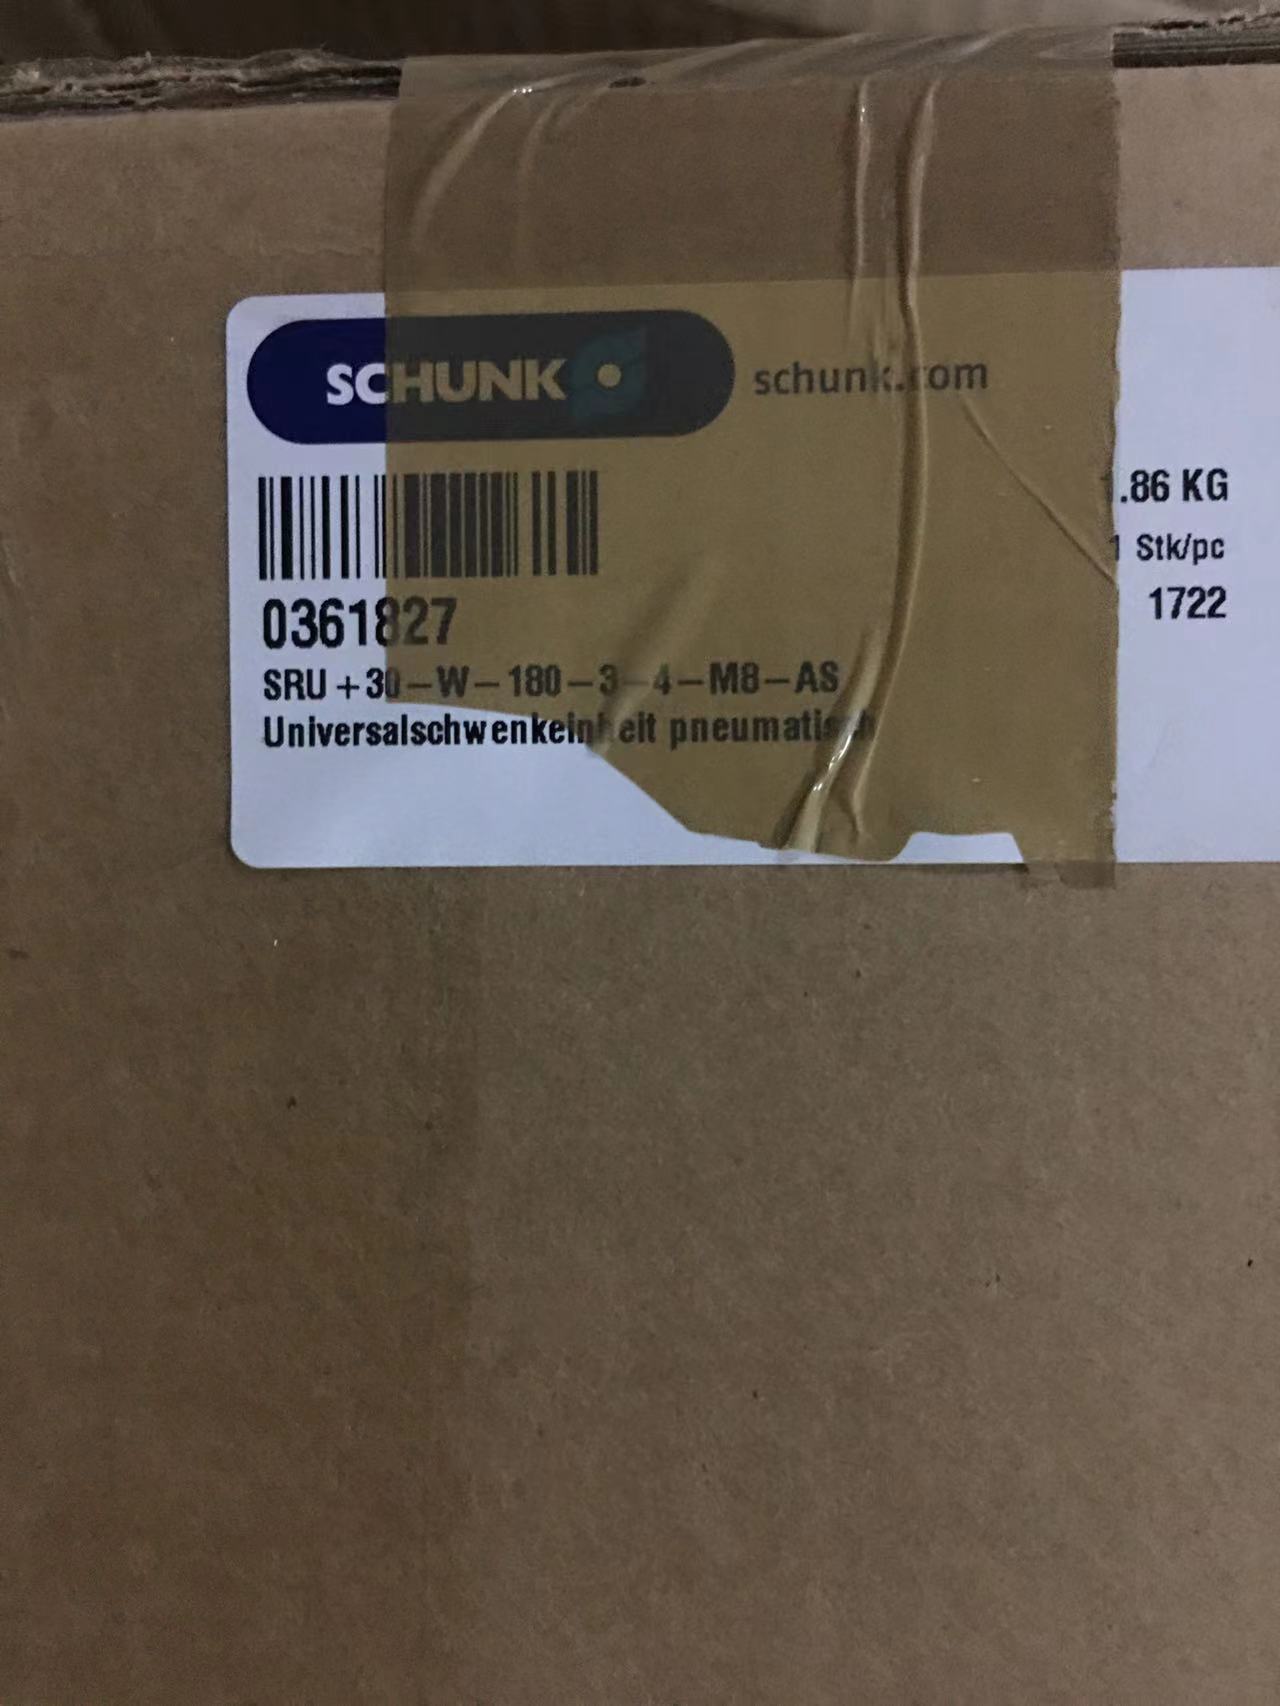 SCHUNK schunk.com
.86 KG
1 Stk/pc
0361827
1722
SRU+30-W-180-3-4-M8-AS
Universalschwenkeinheit pneumatisch